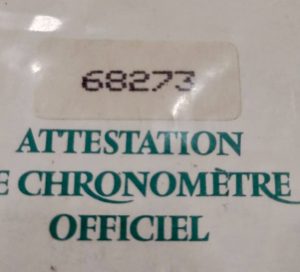 68273
ATTESTATION
E CHRONOMÈTRE
OFFICIEL